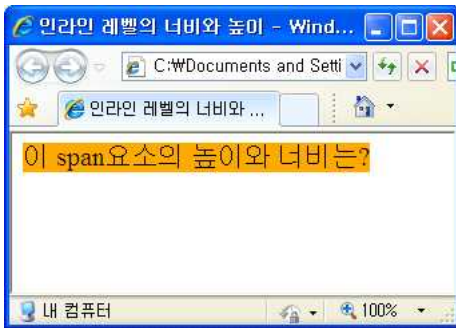 인라인 레벨의 너비와 높이 - Wind...
C:₩Documents and Setti
인라인 레벨의 너비와 ...
이 span요소의 높이와 너비는?
내 컴퓨터
100%